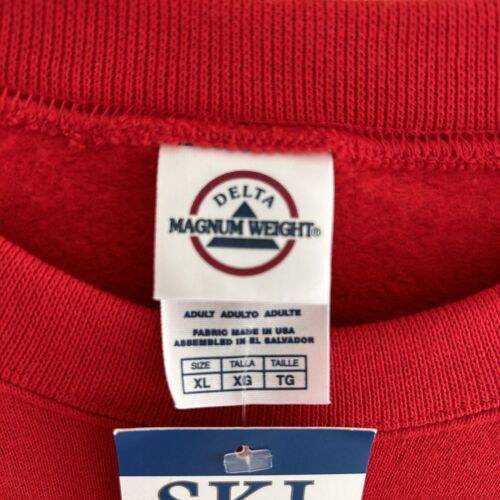 DELTA
MAGNUM WEIGHT®
ADULT ADULTO ADULTE
FABRIC MADE IN USA
ASSEMBLED IN EL SALVADOR
SIZE TALLA TAILLE
XL XG TG